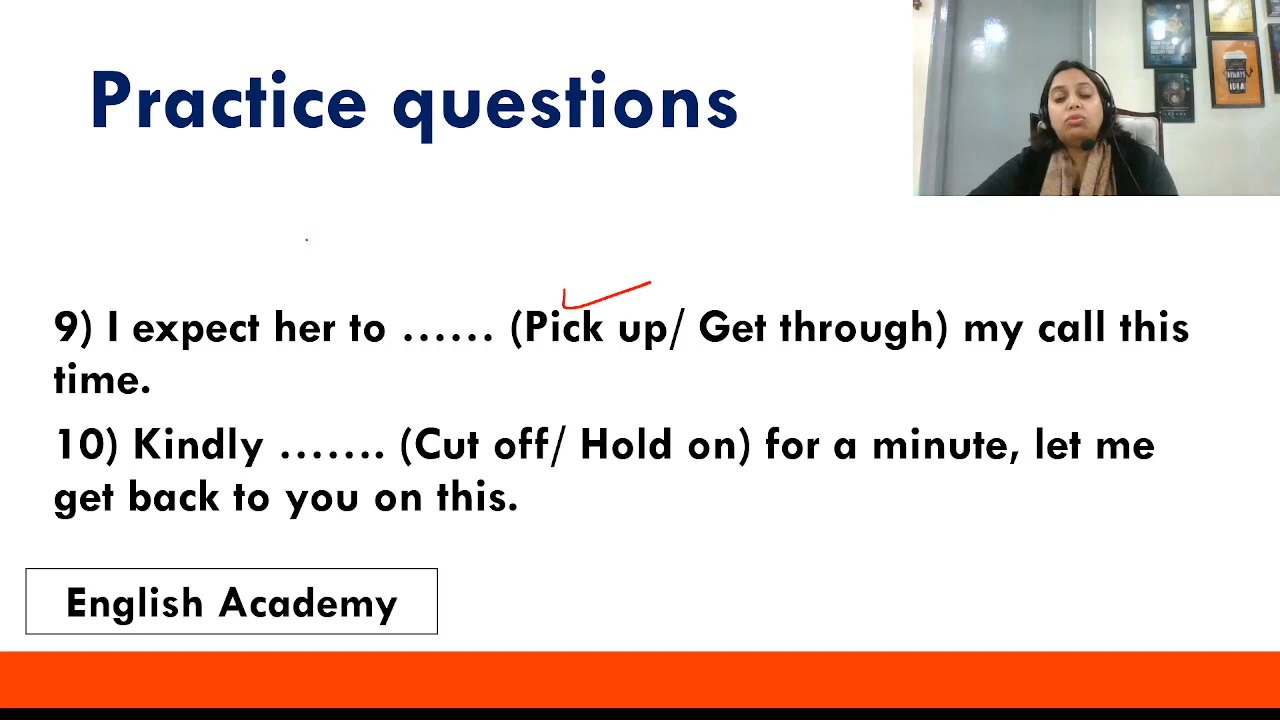 Practice questions
9) I expect her to ...... (Pick up/ Get through) my call this
time.
10) Kindly ....... (Cut off/ Hold on) for a minute, let me
get back to you on this.
English Academy